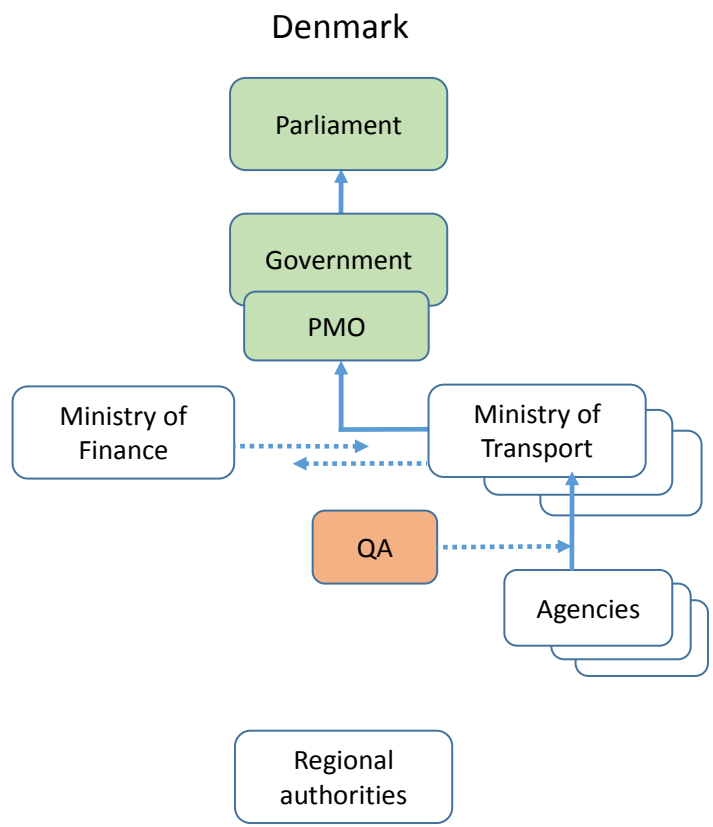 Denmark
Parliament
Government
PMO
Ministry of
Finance
Ministry of
Transport
QA
Agencies
Regional
authorities